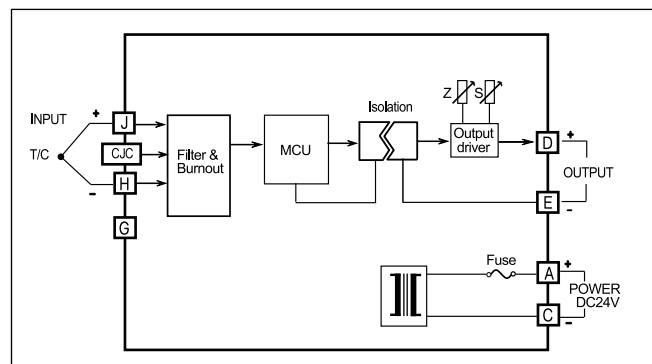 INPUT
+
J
T/C
CJC
-
H
G
Filter &
Burnout
MCU
Isolation
Z
S
Output
driver
D
+
OUTPUT
E
-
Fuse
A
+
POWER
DC24V
C
-